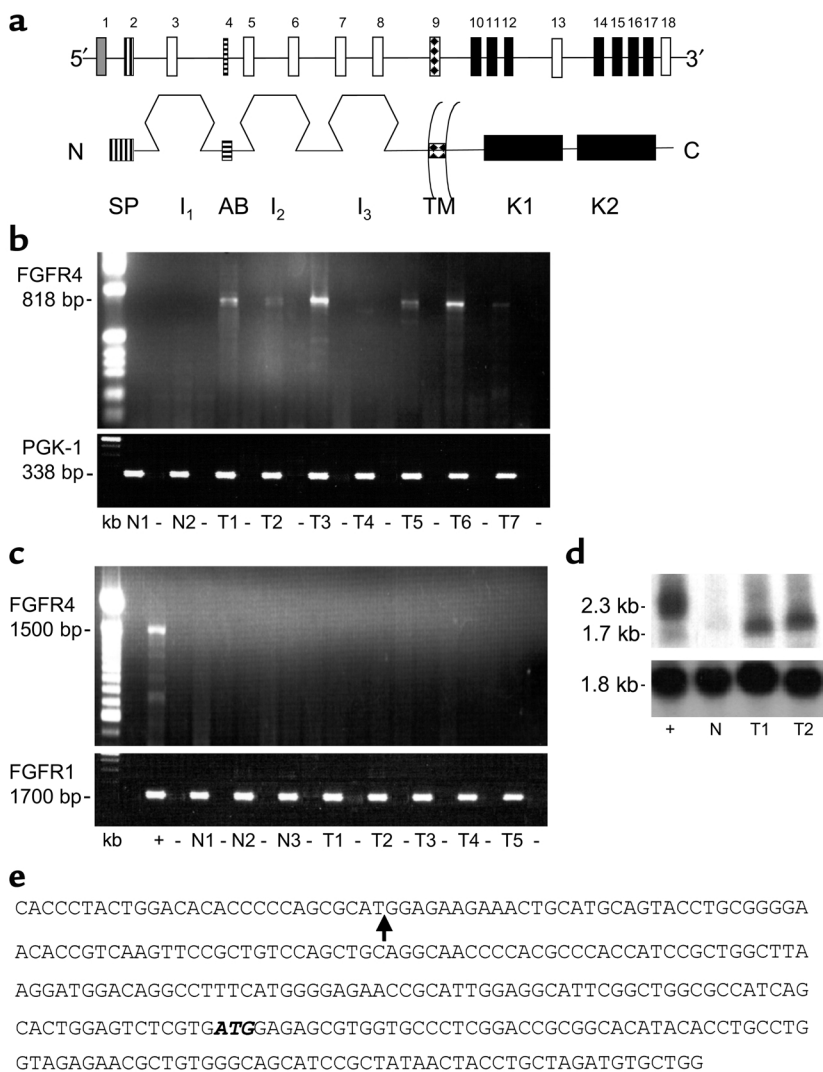 a
1 2 3 4 5 6 7 8 9 10 11 12 13 14 15 16 17 18
5′ 3′
N C
SP I1 AB I2 I3 TM K1 K2
b
FGFR4
818 bp-
PGK-1
338 bp-
kb N1 - N2 - T1 - T2 - T3 - T4 - T5 - T6 - T7 -
c
FGFR4
1500 bp-
FGFR1
1700 bp-
kb + - N1 - N2 - N3 - T1 - T2 - T3 - T4 - T5 -
d
2.3 kb-
1.7 kb-
1.8 kb-
+ N T1 T2
e
CACCCTACTGGACACACCCCCAGCGCATGGAGAAGAAACTGCATGCAGTACCTGCGGGGA
ACACCGTCAAGTTCCGCTGTCCAGCTGCAGGCAACCCCACGCCCACCATCCGCTGGCTTA
AGGATGGACAGGCCTTTCATGGGGAGAACCGCATTGGAGGCATTCGGCTGGCGCCATCAG
CACTGGAGTCTCGTGATGGAGAGCGTGGTGCCCTCGGACCGCGGCACATACACCTGCCTG
GTAGAGAACGCTGTGGGCAGCATCCGCTATAACTACCTGCTAGATGTGCTGG